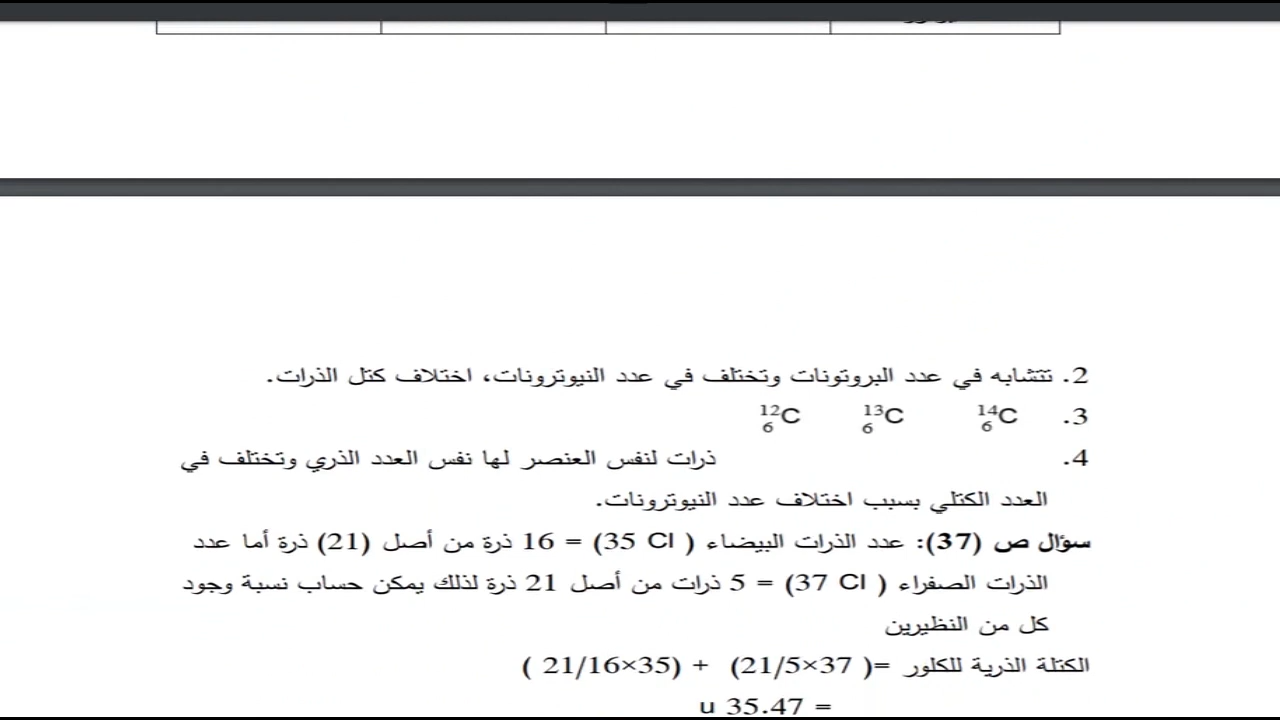 2. تتشابه في عدد البروتونات وتختلف في عدد النيوترونات، اختلاف كتل الذرات.
3. ¹⁴₆C ¹³₆C ¹²₆C
4. ذرات لنفس العنصر لها نفس العدد الذري وتختلف في
العدد الكتلي بسبب اختلاف عدد النيوترونات.
سؤال ص (37): عدد الذرات البيضاء ( 35 Cl) = 16 ذرة من أصل (21) ذرة أما عدد
الذرات الصفراء ( 37 Cl) = 5 ذرات من أصل 21 ذرة لذلك يمكن حساب نسبة وجود
كل من النظيرين
الكتلة الذرية للكلور =( 37×21/5) + (35×21/16 )
= 35.47 u